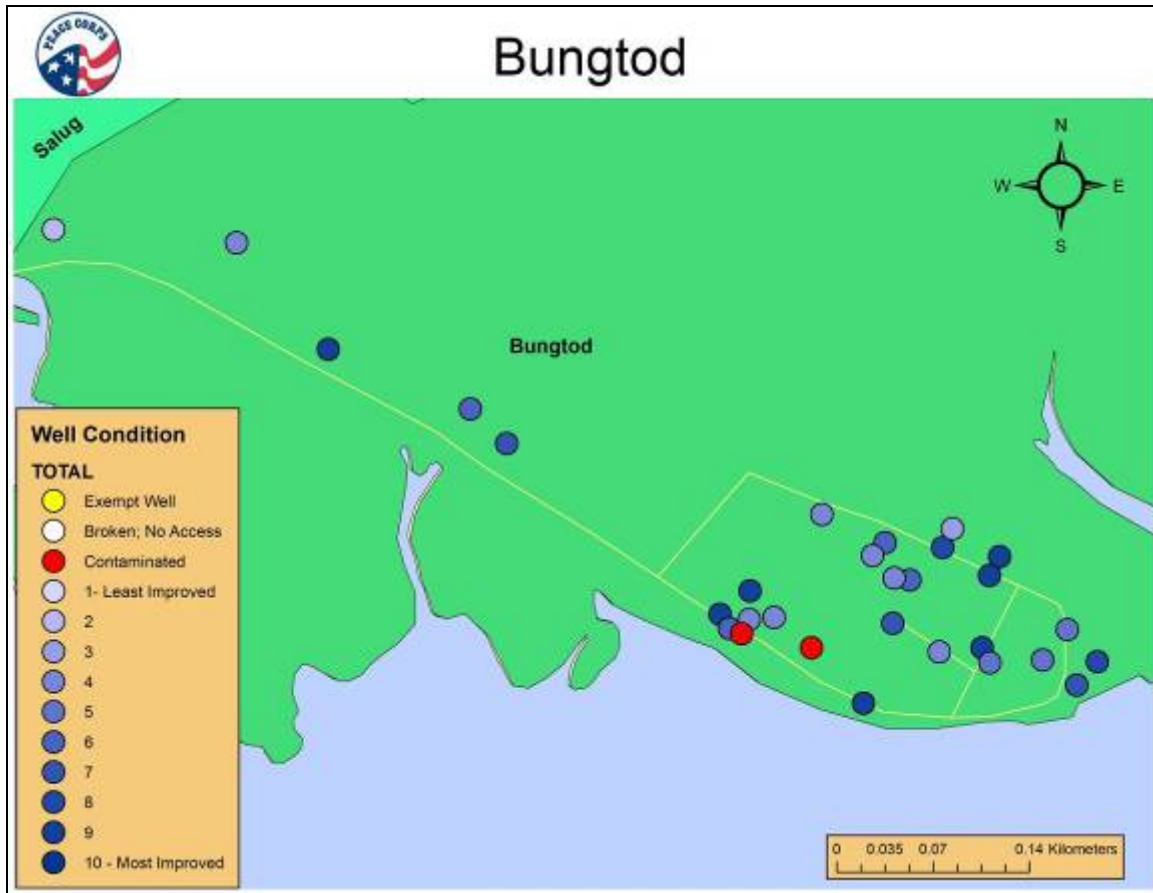 PEACE CORPS
Bungtod
Salug
N
W E
S
Bungtod
Well Condition
TOTAL
Exempt Well
Broken; No Access
Contaminated
1- Least Improved
2
3
4
5
6
7
8
9
10 - Most Improved
0 0.035 0.07 0.14 Kilometers